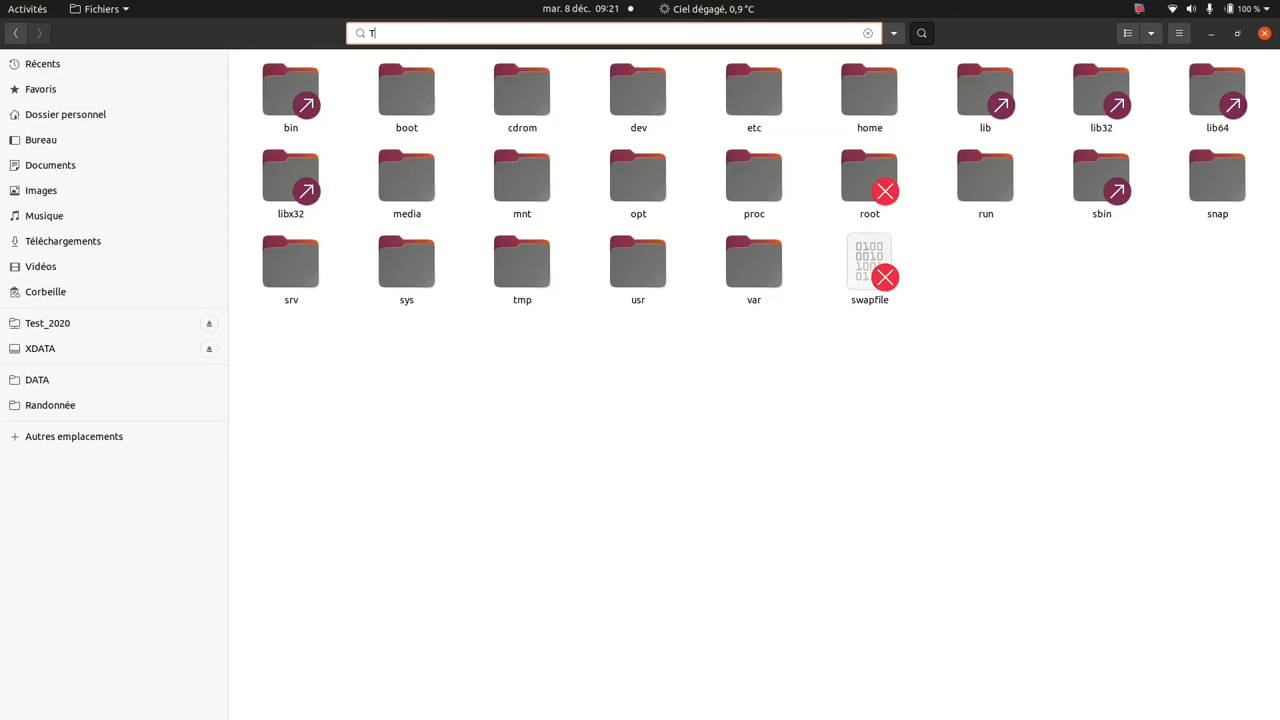 Activités Fichiers mar. 8 déc. 09:21 Ciel dégagé, 0,9 °C 100 %
T
Récents
Favoris
Dossier personnel
Bureau
Documents
Images
Musique
Téléchargements
Vidéos
Corbeille
Test_2020
XDATA
DATA
Randonnée
Autres emplacements
bin boot cdrom dev etc home lib lib32 lib64
libx32 media mnt opt proc root run sbin snap
0100
0010
srv sys tmp usr var swapfile